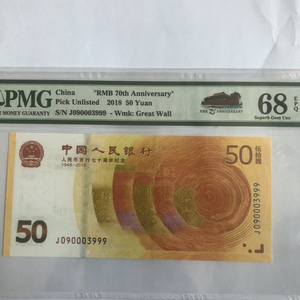 PMG
MONEY GUARANTY
China "RMB 70th Anniversary"
Pick Unlisted 2018 50 Yuan
S/N J090003999 - Wmk: Great Wall
68 EPQ
Superb Gem Unc
中国人民银行
人民币发行七十周年纪念
1948-2018
50
伍拾圆
J090003999
50
J090003999